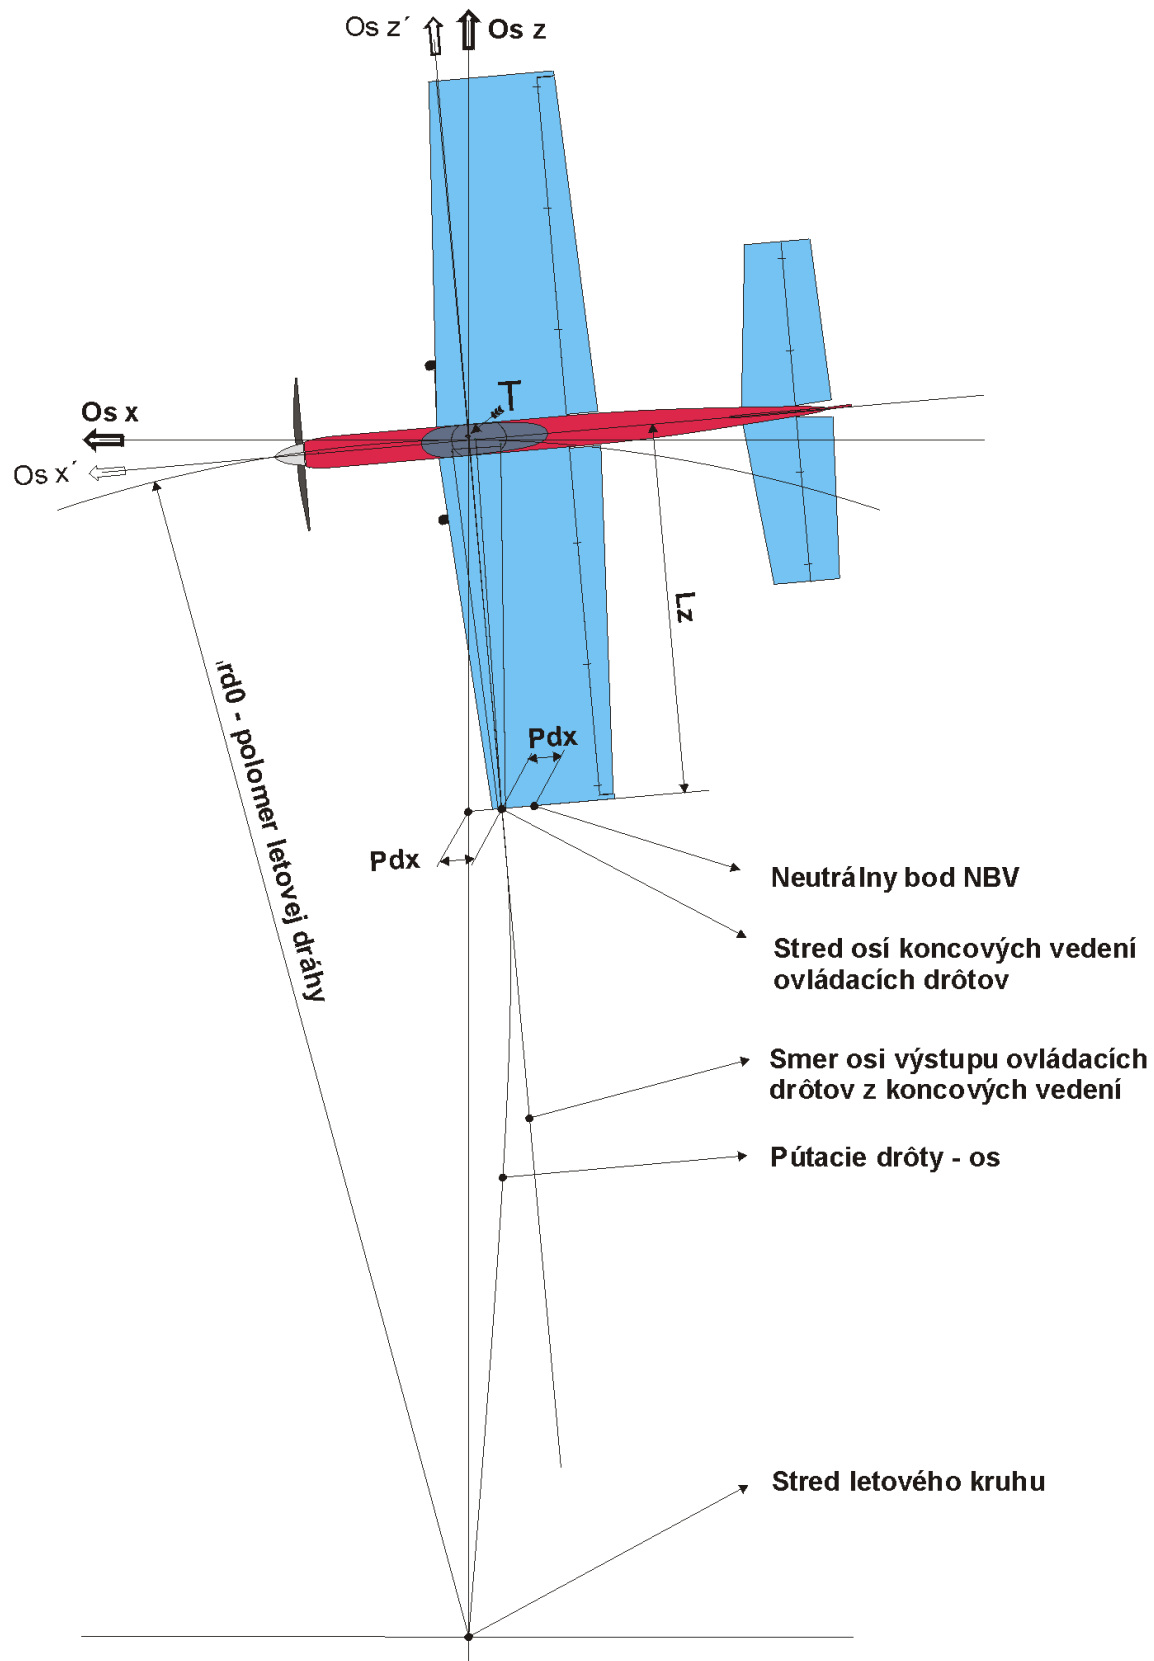 Os z´
Os z
T
Os x
Os x´
Lz
rd0 - polomer letovej dráhy
Pdx
Pdx
Neutrálny bod NBV
Stred osí koncových vedení
ovládacích drôtov
Smer osi výstupu ovládacích
drôtov z koncových vedení
Pútacie drôty - os
Stred letového kruhu